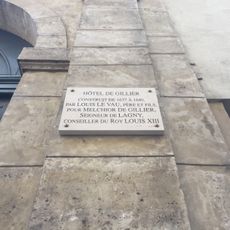 HÔTEL DE GILLIER
CONSTRUIT DE 1637 À 1640,
PAR LOUIS LE VAU, PÈRE ET FILS,
POUR MELCHIOR DE GILLIER,
SEIGNEUR DE LAGNY,
CONSEILLER DU ROY LOUIS XIII